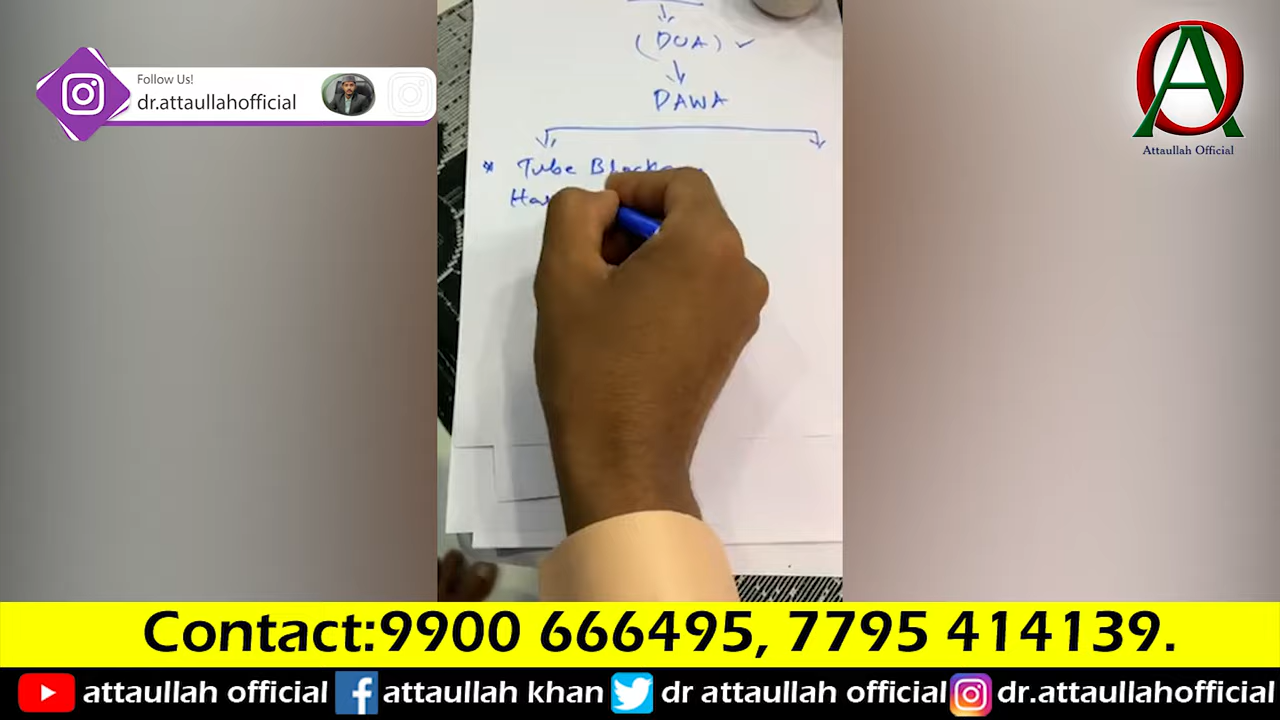 Follow Us!
dr.attaullahofficial
AO
Attaullah Official
(DUA) ✓
DAWA
* Tube
Contact:9900 666495, 7795 414139.
attaullah official
attaullah khan
dr attaullah official
dr.attaullahofficial